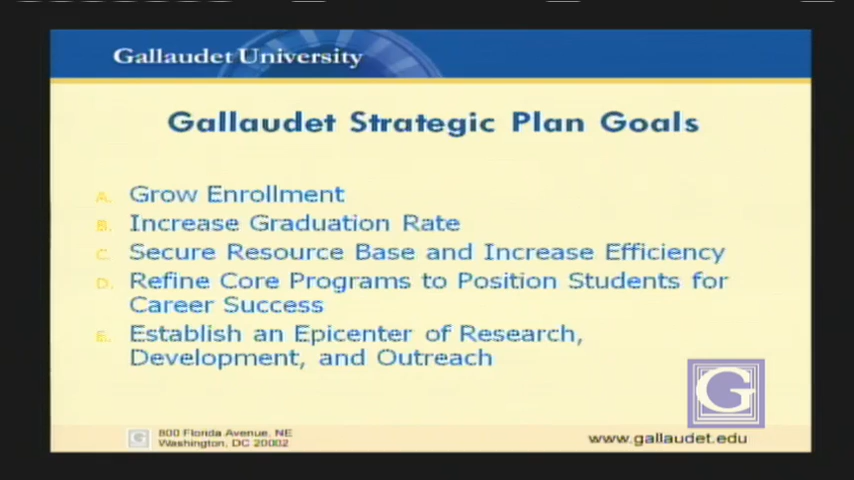 Gallaudet University
Gallaudet Strategic Plan Goals
A. Grow Enrollment
B. Increase Graduation Rate
C. Secure Resource Base and Increase Efficiency
D. Refine Core Programs to Position Students for
Career Success
E. Establish an Epicenter of Research,
Development, and Outreach
G
G
800 Florida Avenue, NE
Washington, DC 20002
www.gallaudet.edu